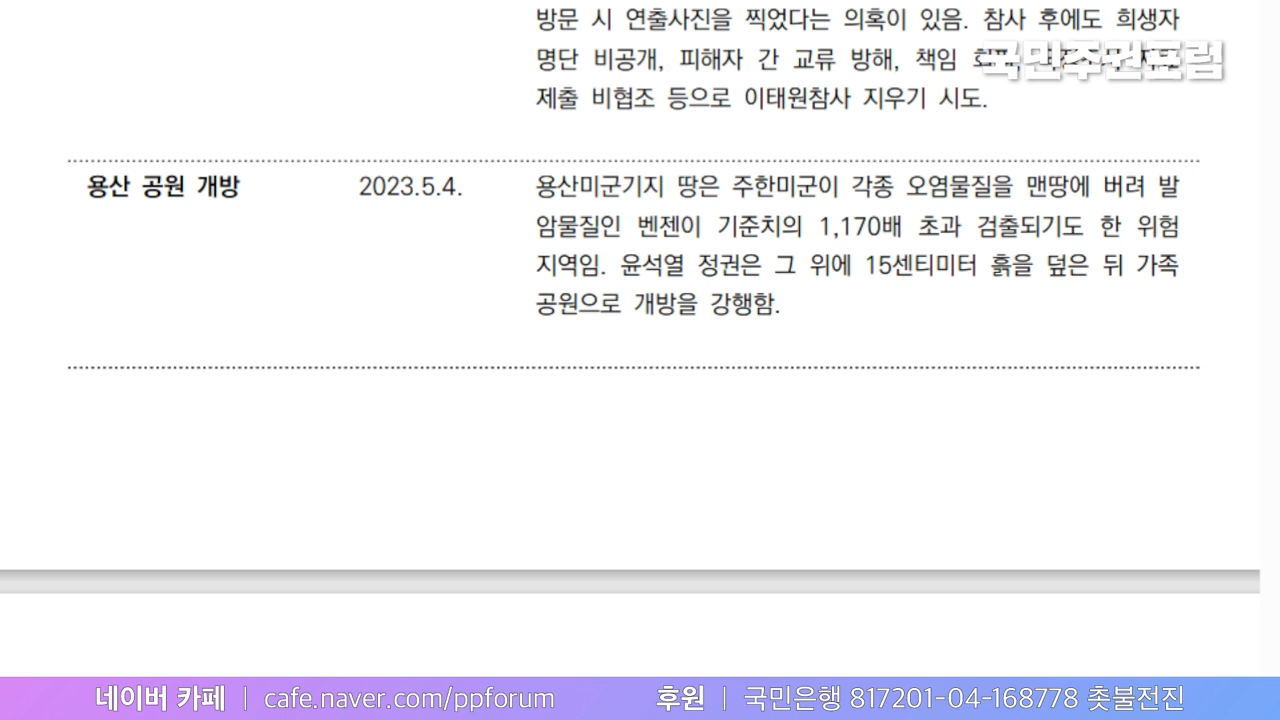 방문 시 연출사진을 찍었다는 의혹이 있음. 참사 후에도 희생자
명단 비공개, 피해자 간 교류 방해, 책임
국민주권포럼
제출 비협조 등으로 이태원참사 지우기 시도.
용산 공원 개방 2023.5.4. 용산미군기지 땅은 주한미군이 각종 오염물질을 맨땅에 버려 발
암물질인 벤젠이 기준치의 1,170배 초과 검출되기도 한 위험
지역임. 윤석열 정권은 그 위에 15센티미터 흙을 덮은 뒤 가족
공원으로 개방을 강행함.
네이버 카페 | cafe.naver.com/ppforum 후원 | 국민은행 817201-04-168778 촛불전진